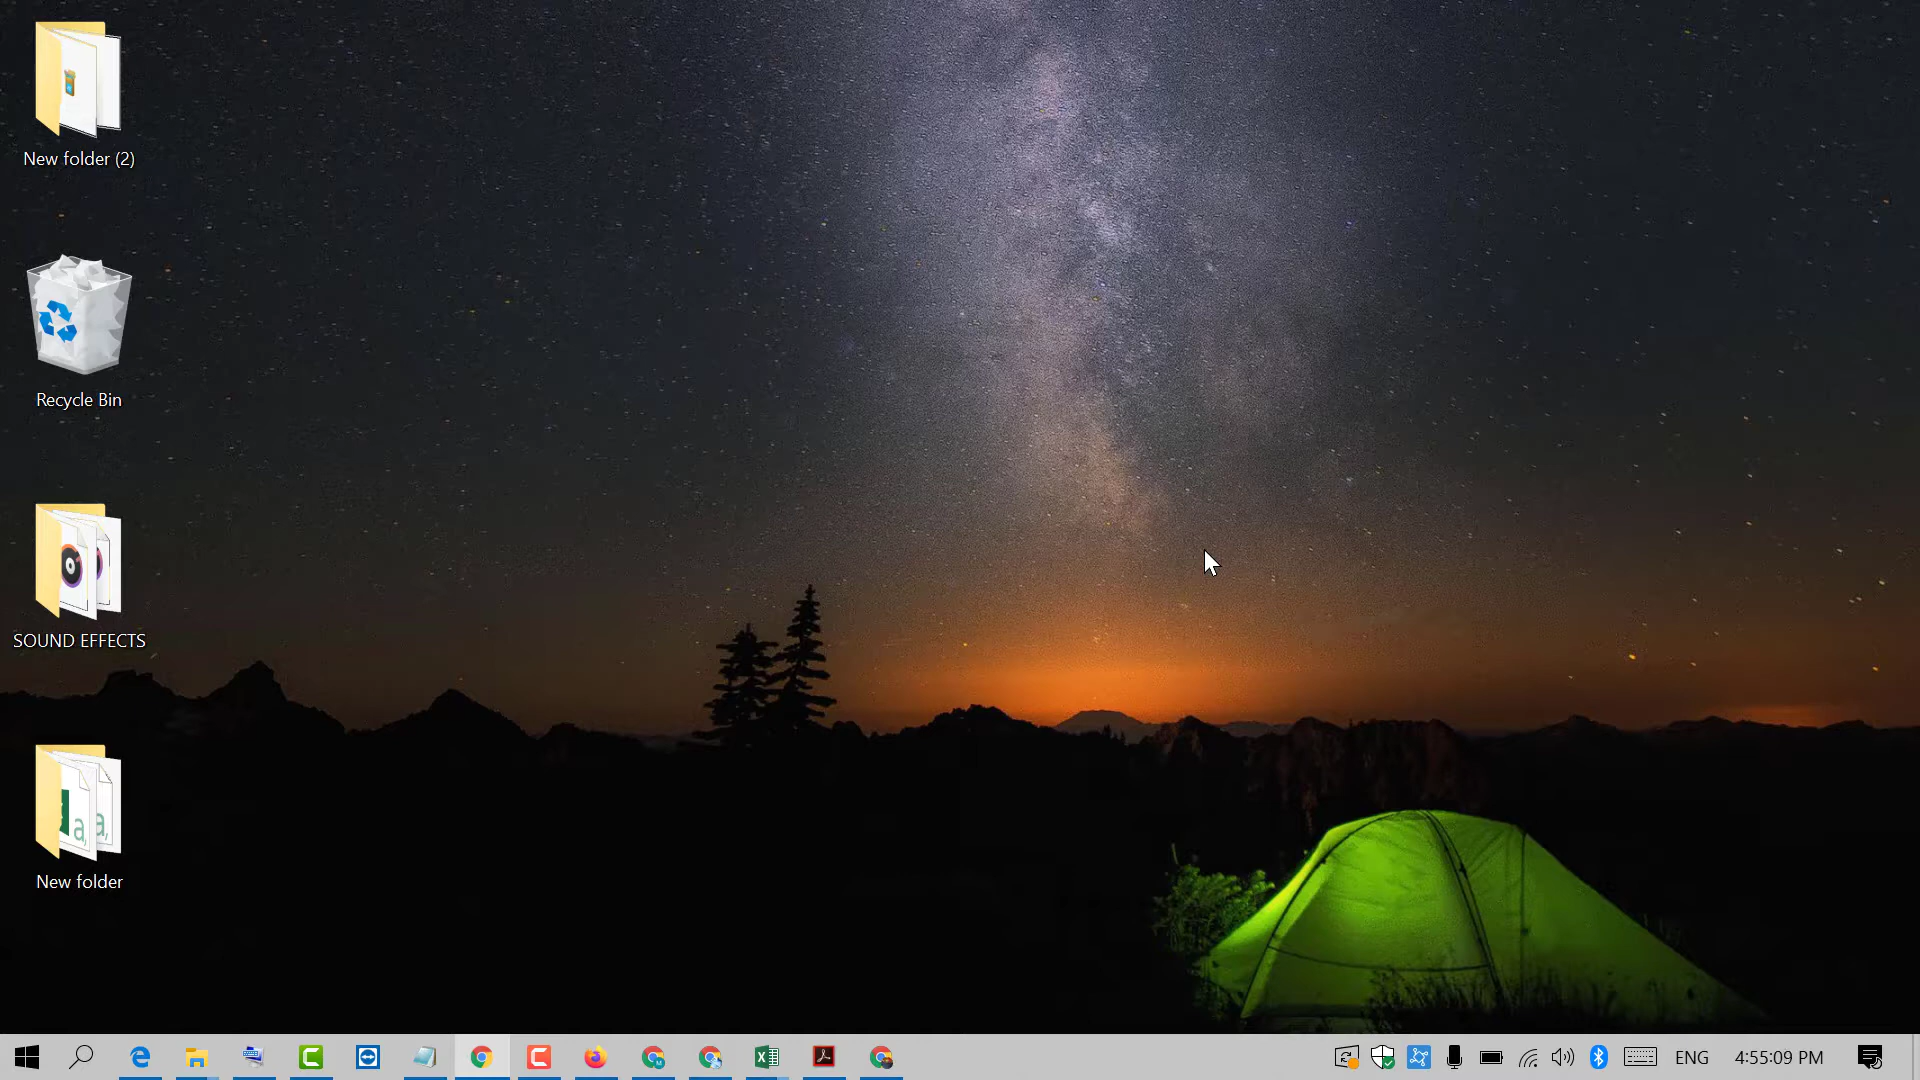 New folder (2)
Recycle Bin
SOUND EFFECTS
New folder
ENG
4:55:09 PM